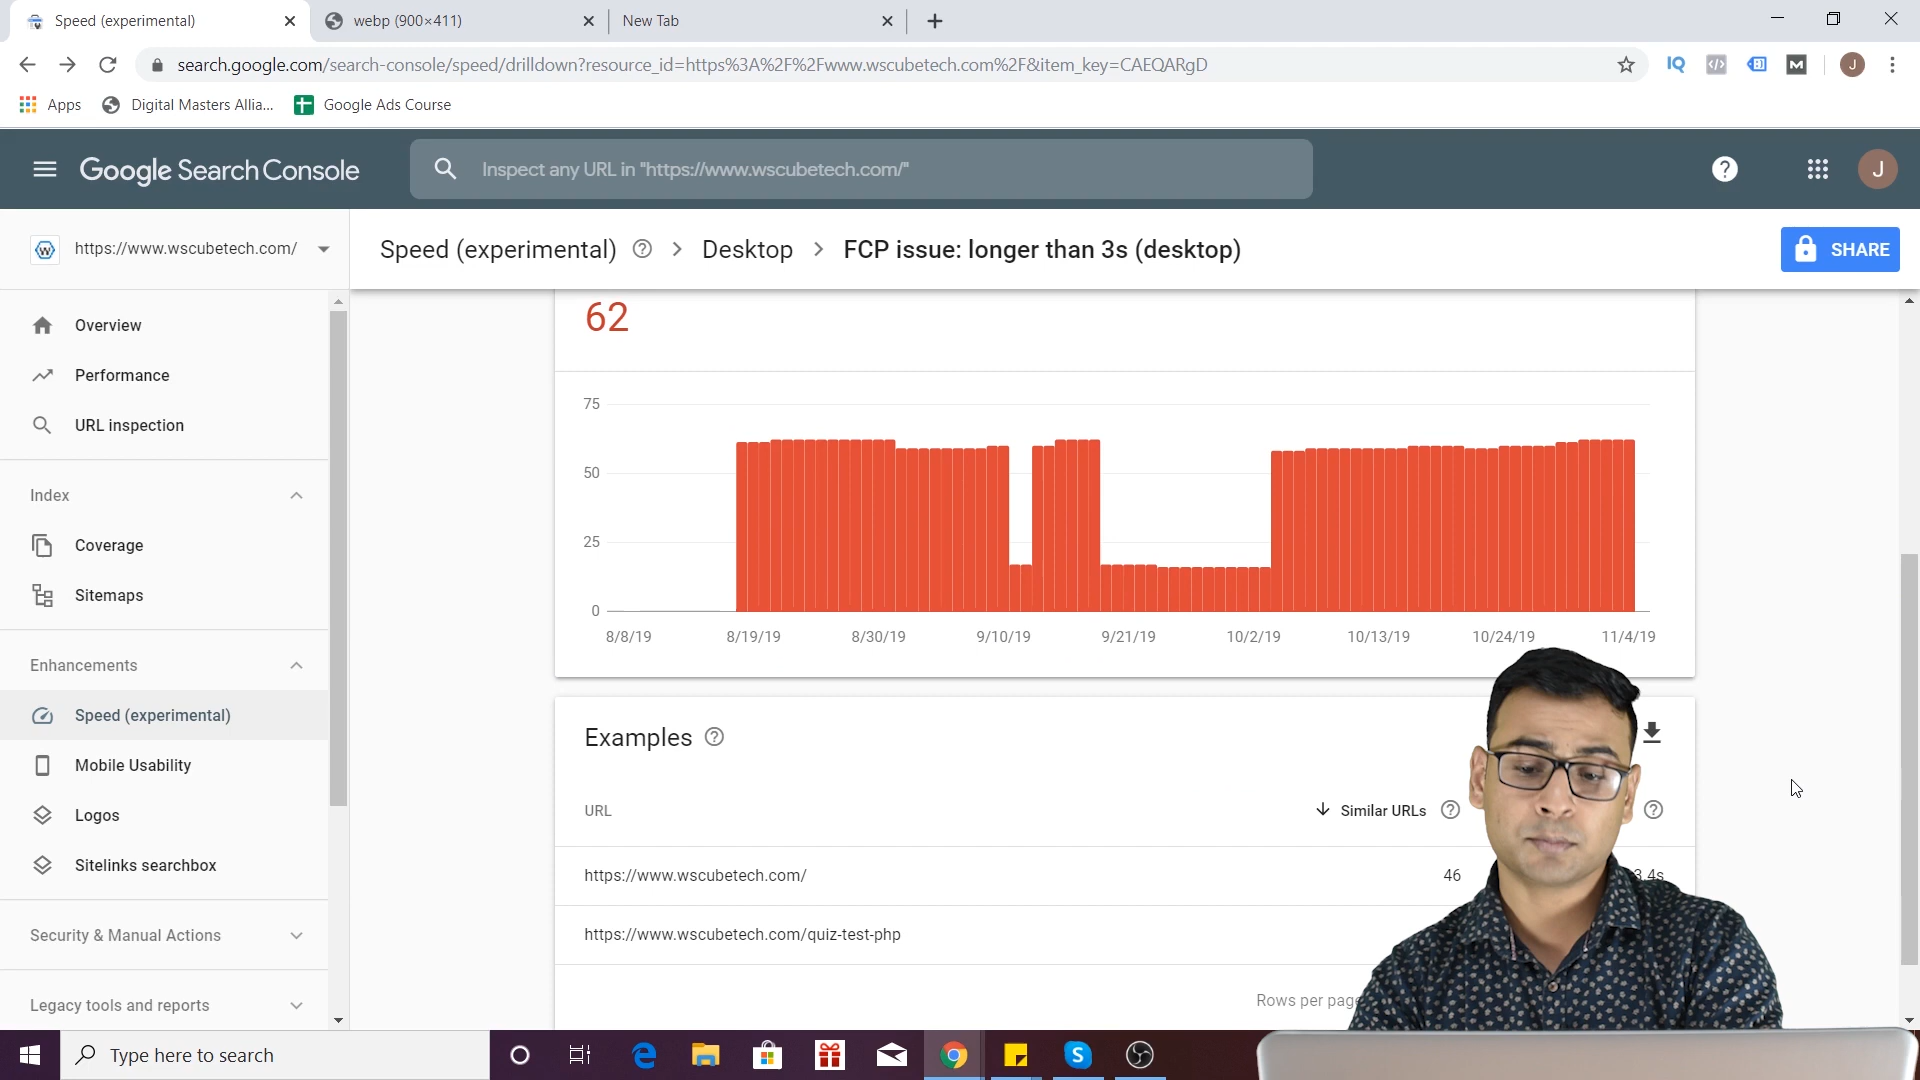 Speed (experimental)
webp (900×411)
New Tab
search.google.com/search-console/speed/drilldown?resource_id=https%3A%2F%2Fwww.wscubetech.com%2F&item_key=CAEQARgD
IQ
M
J
Apps
Digital Masters Allia...
Google Ads Course
Google Search Console
Inspect any URL in "https://www.wscubetech.com/"
J
https://www.wscubetech.com/
Speed (experimental) > Desktop > FCP issue: longer than 3s (desktop)
SHARE
Overview
Performance
URL inspection
Index
Coverage
Sitemaps
Enhancements
Speed (experimental)
Mobile Usability
Logos
Sitelinks searchbox
Security & Manual Actions
Legacy tools and reports
62
75
50
25
0
8/8/19 8/19/19 8/30/19 9/10/19 9/21/19 10/2/19 10/13/19 10/24/19 11/4/19
Examples
URL Similar URLs
https://www.wscubetech.com/ 46 3.4s
https://www.wscubetech.com/quiz-test-php
Rows per page
Type here to search